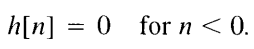 h[n] = 0 for n < 0.